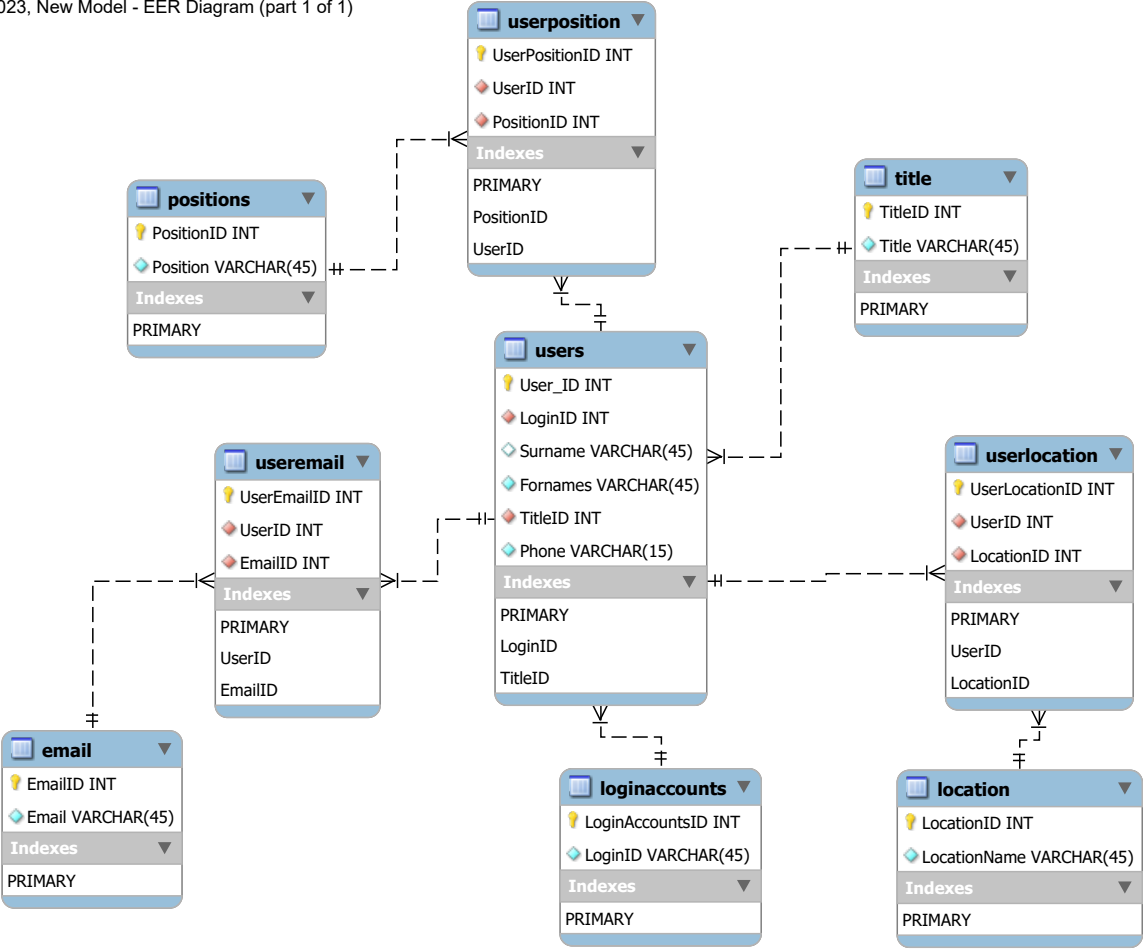 023, New Model - EER Diagram (part 1 of 1)
userposition
UserPositionID INT
UserID INT
PositionID INT
Indexes
PRIMARY
PositionID
UserID
positions
PositionID INT
Position VARCHAR(45)
Indexes
PRIMARY
title
TitleID INT
Title VARCHAR(45)
Indexes
PRIMARY
users
User_ID INT
LoginID INT
Surname VARCHAR(45)
Fornames VARCHAR(45)
TitleID INT
Phone VARCHAR(15)
Indexes
PRIMARY
LoginID
TitleID
useremail
UserEmailID INT
UserID INT
EmailID INT
Indexes
PRIMARY
UserID
EmailID
userlocation
UserLocationID INT
UserID INT
LocationID INT
Indexes
PRIMARY
UserID
LocationID
email
EmailID INT
Email VARCHAR(45)
Indexes
PRIMARY
loginaccounts
LoginAccountsID INT
LoginID VARCHAR(45)
Indexes
PRIMARY
location
LocationID INT
LocationName VARCHAR(45)
Indexes
PRIMARY